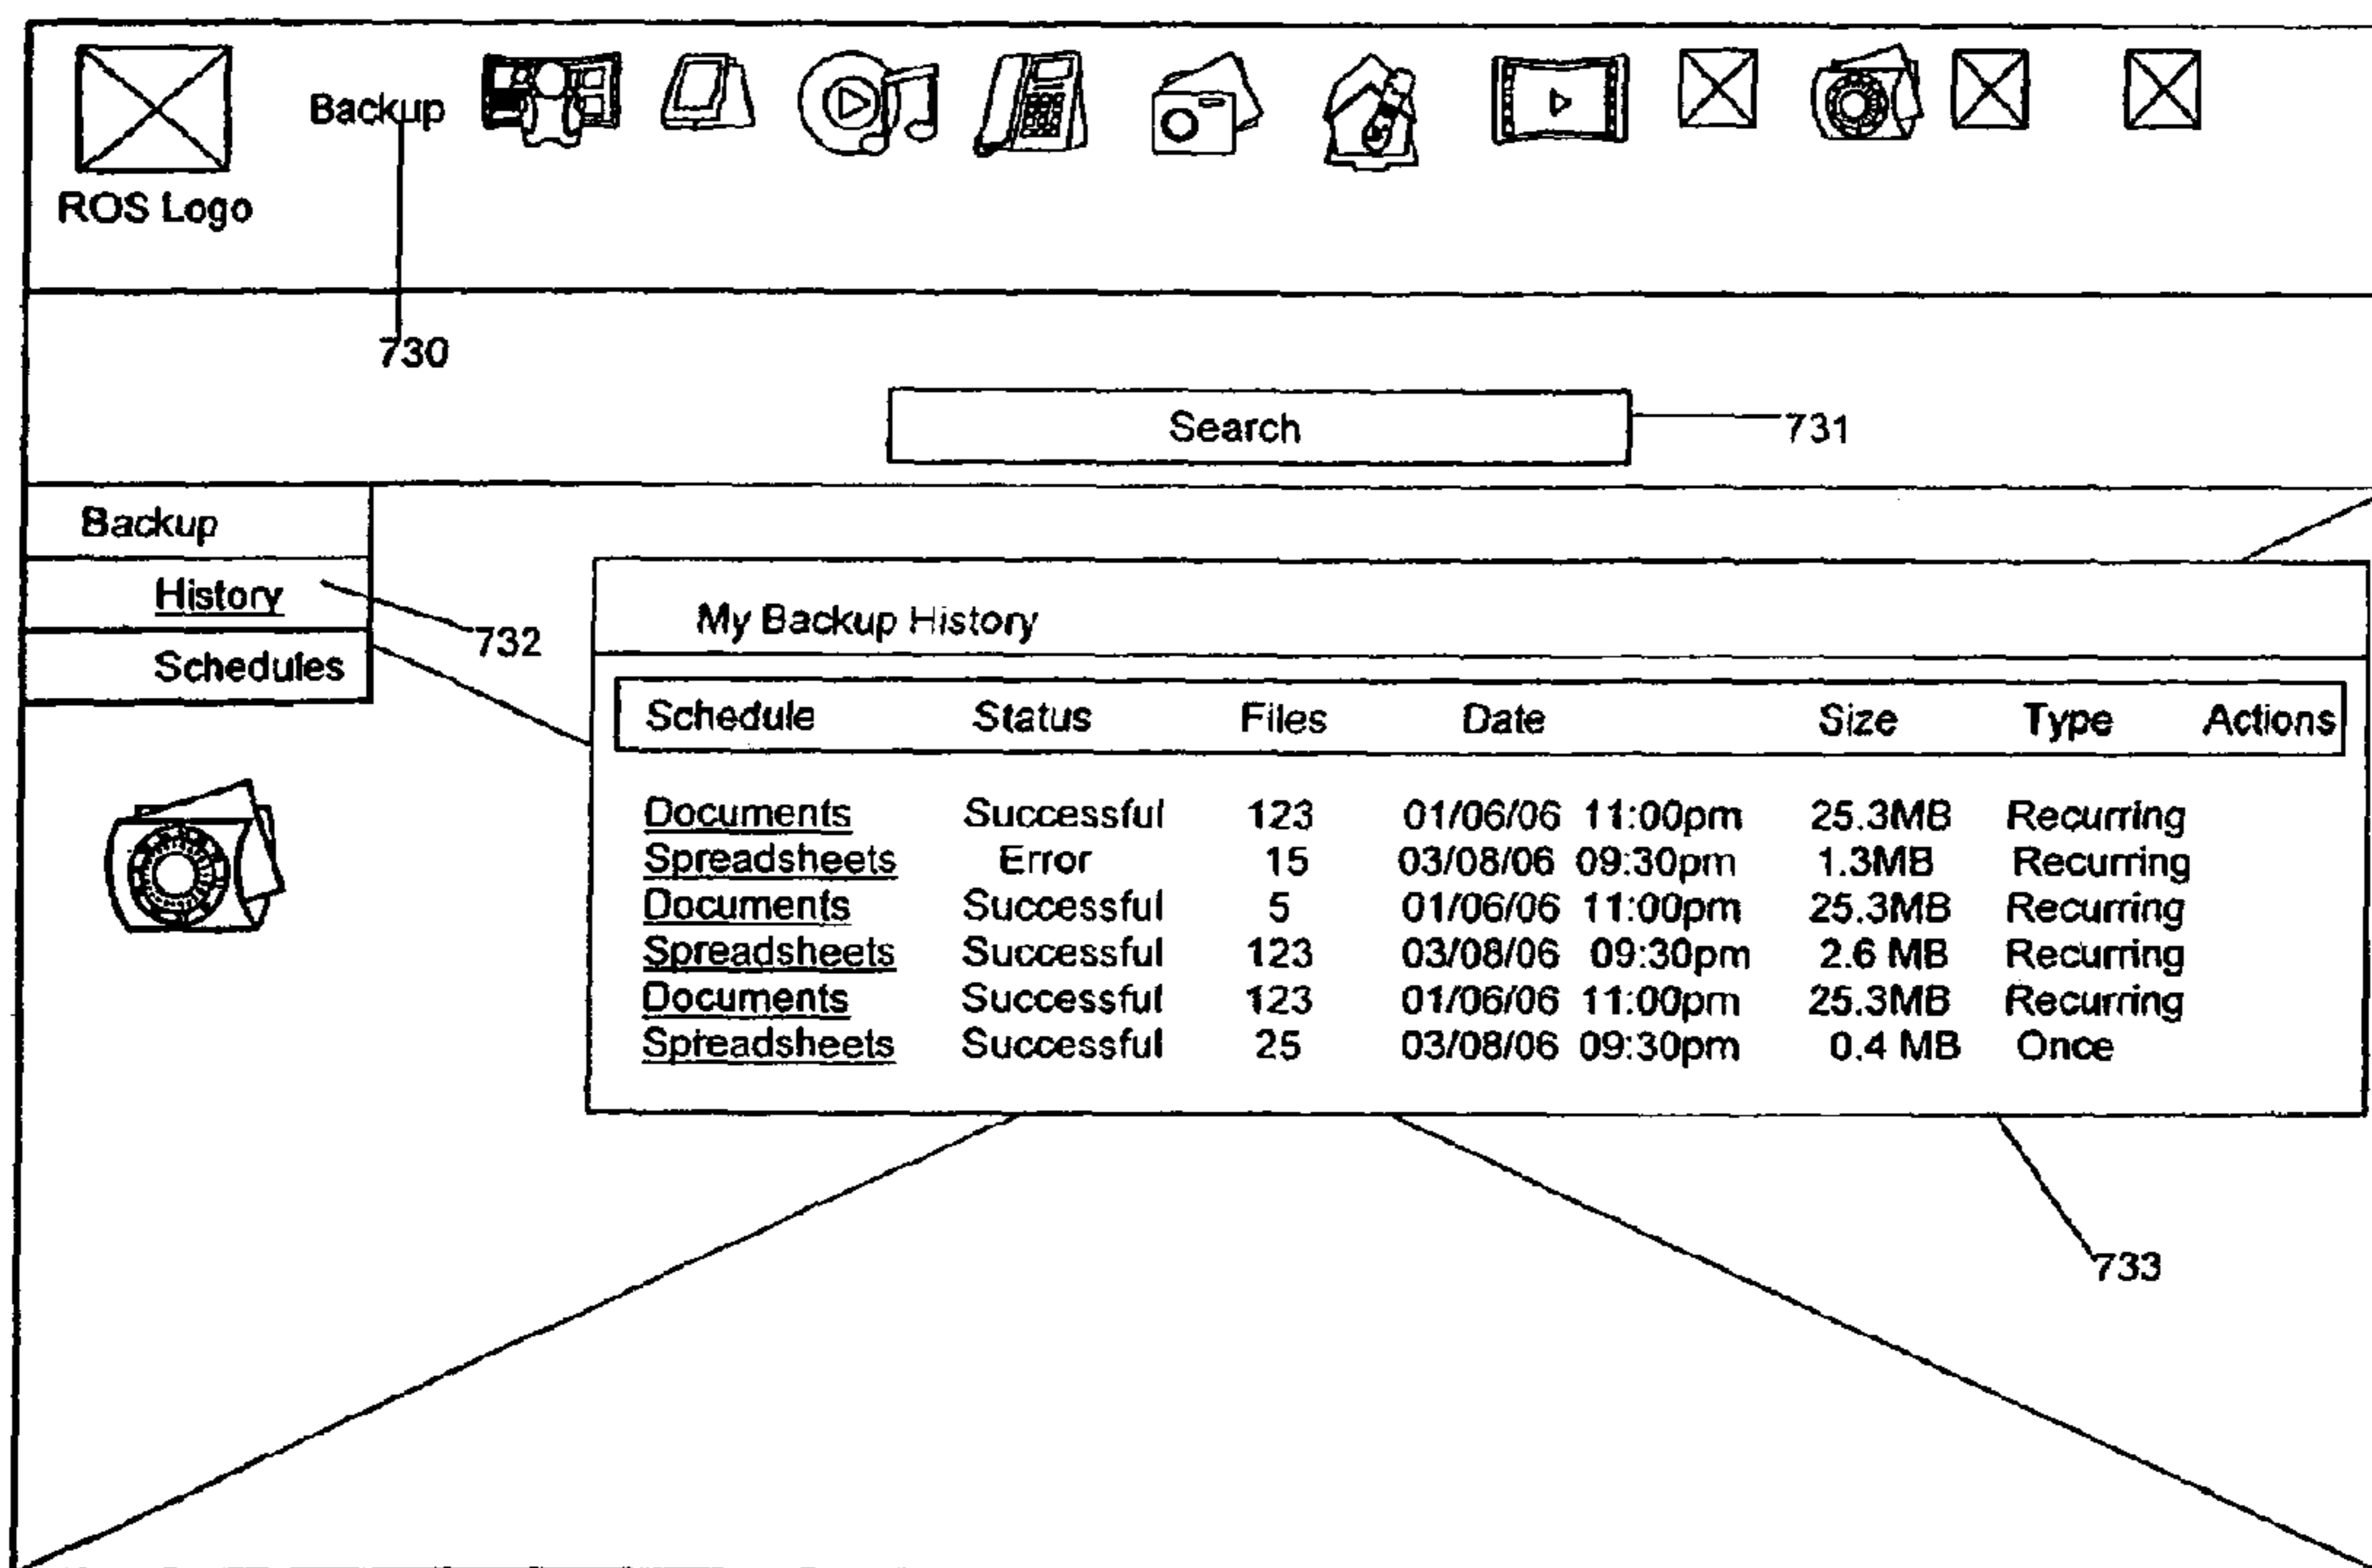 Backup
ROS Logo
730
Search
731
Backup
History
732
Schedules
My Backup History
Schedule Status Files Date Size Type Actions
Documents Successful 123 01/06/06 11:00pm 25.3MB Recurring
Spreadsheets Error 15 03/08/06 09:30pm 1.3MB Recurring
Documents Successful 5 01/06/06 11:00pm 25.3MB Recurring
Spreadsheets Successful 123 03/08/06 09:30pm 2.6 MB Recurring
Documents Successful 123 01/06/06 11:00pm 25.3MB Recurring
Spreadsheets Successful 25 03/08/06 09:30pm 0.4 MB Once
733